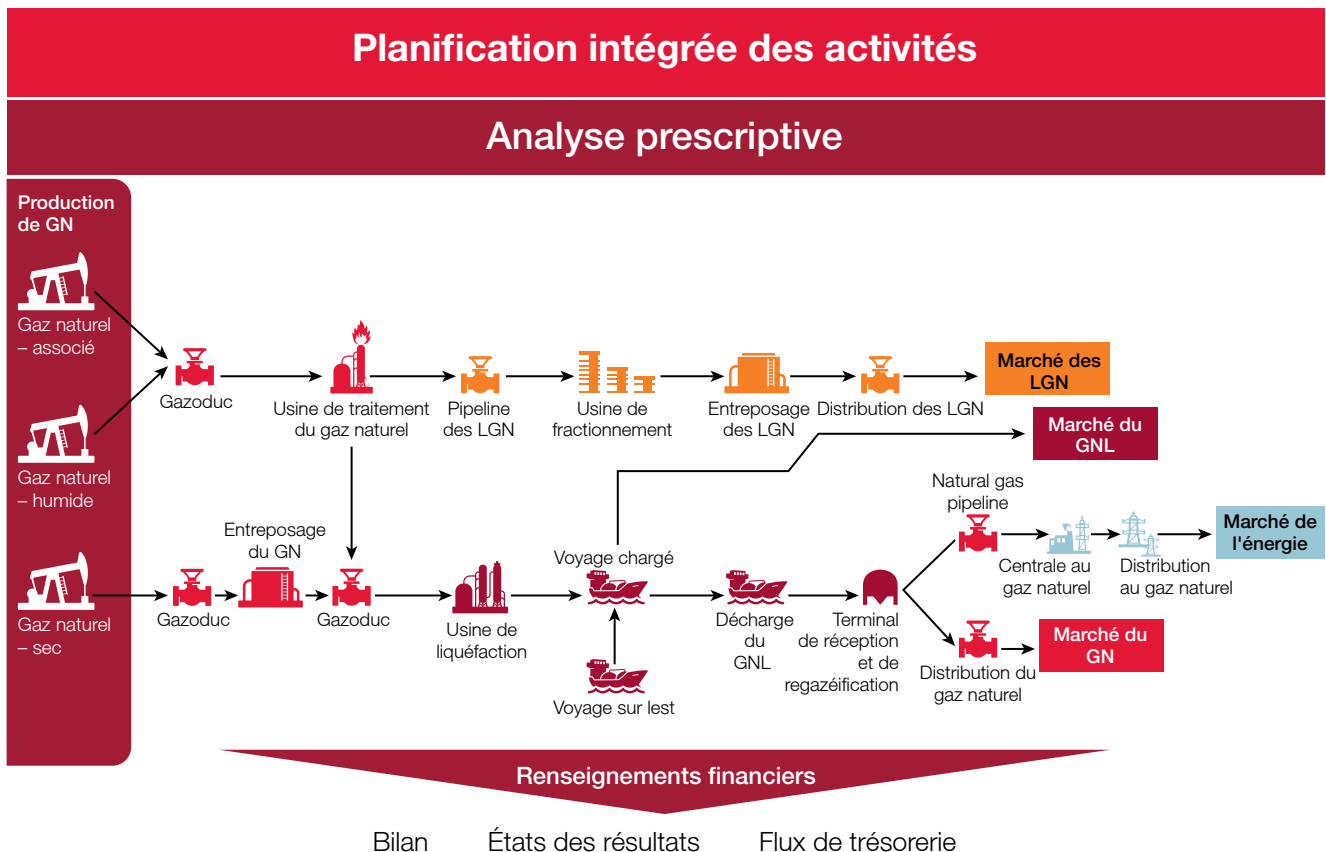 Planification intégrée des activités
Analyse prescriptive
Production
de GN
Gaz naturel
– associé
Gaz naturel
– humide
Gaz naturel
– sec
Gazoduc
Usine de traitement
du gaz naturel
Pipeline
des LGN
Usine de
fractionnement
Entreposage
des LGN
Distribution des LGN
Marché des
LGN
Marché du
GNL
Gazoduc
Entreposage
du GN
Gazoduc
Usine de
liquéfaction
Voyage chargé
Voyage sur lest
Décharge
du
GNL
Terminal
de réception
et de
regazéification
Natural gas
pipeline
Centrale au
gaz naturel
Distribution
au gaz naturel
Marché de
l'énergie
Distribution du
gaz naturel
Marché du
GN
Renseignements financiers
Bilan États des résultats Flux de trésorerie